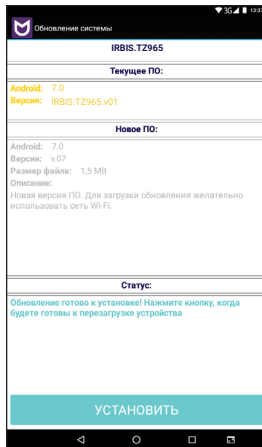 3G 13:37
Обновление системы
IRBIS.TZ965
Текущее ПО:
Android: 7.0
Версия: IRBIS.TZ965.v01
Новое ПО:
Android: 7.0
Версия: v.07
Размер файла: 1,5 MB
Описание:
Новая версия ПО. Для загрузки обновления желательно
использовать сеть Wi-Fi.
Статус:
Обновление готово к установке! Нажмите кнопку, когда
будете готовы к перезагрузке устройства
УСТАНОВИТЬ